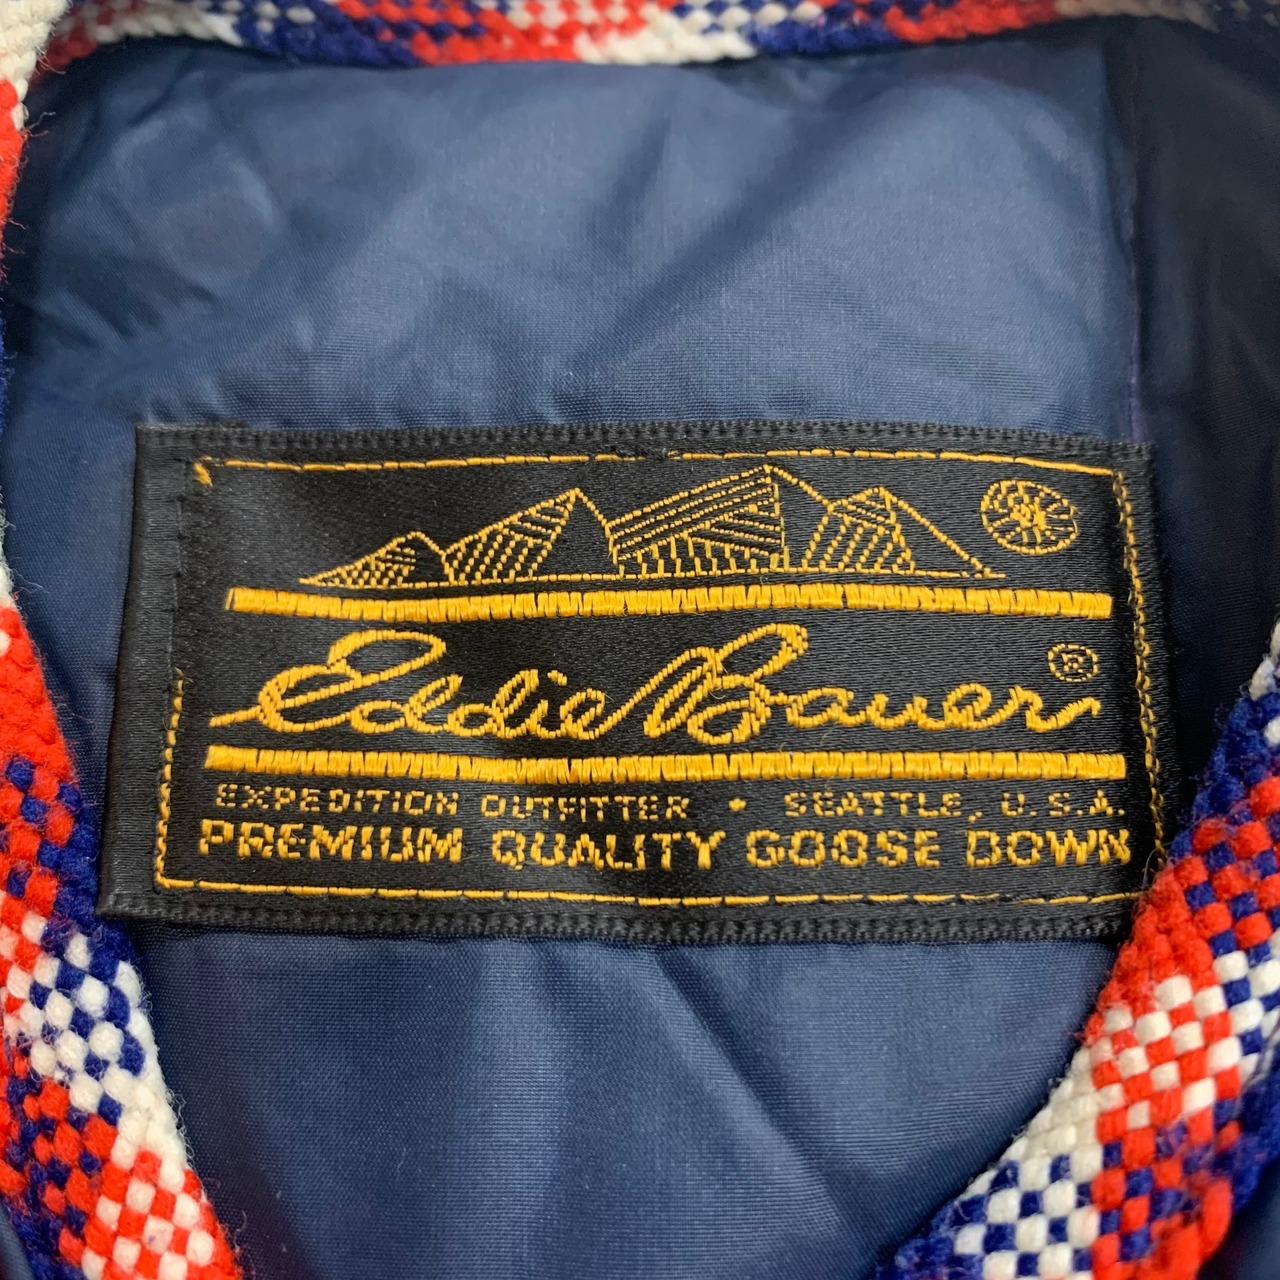 Eddie Bauer ®
EXPEDITION OUTFITTER • SEATTLE, U.S.A.
PREMIUM QUALITY GOOSE DOWN